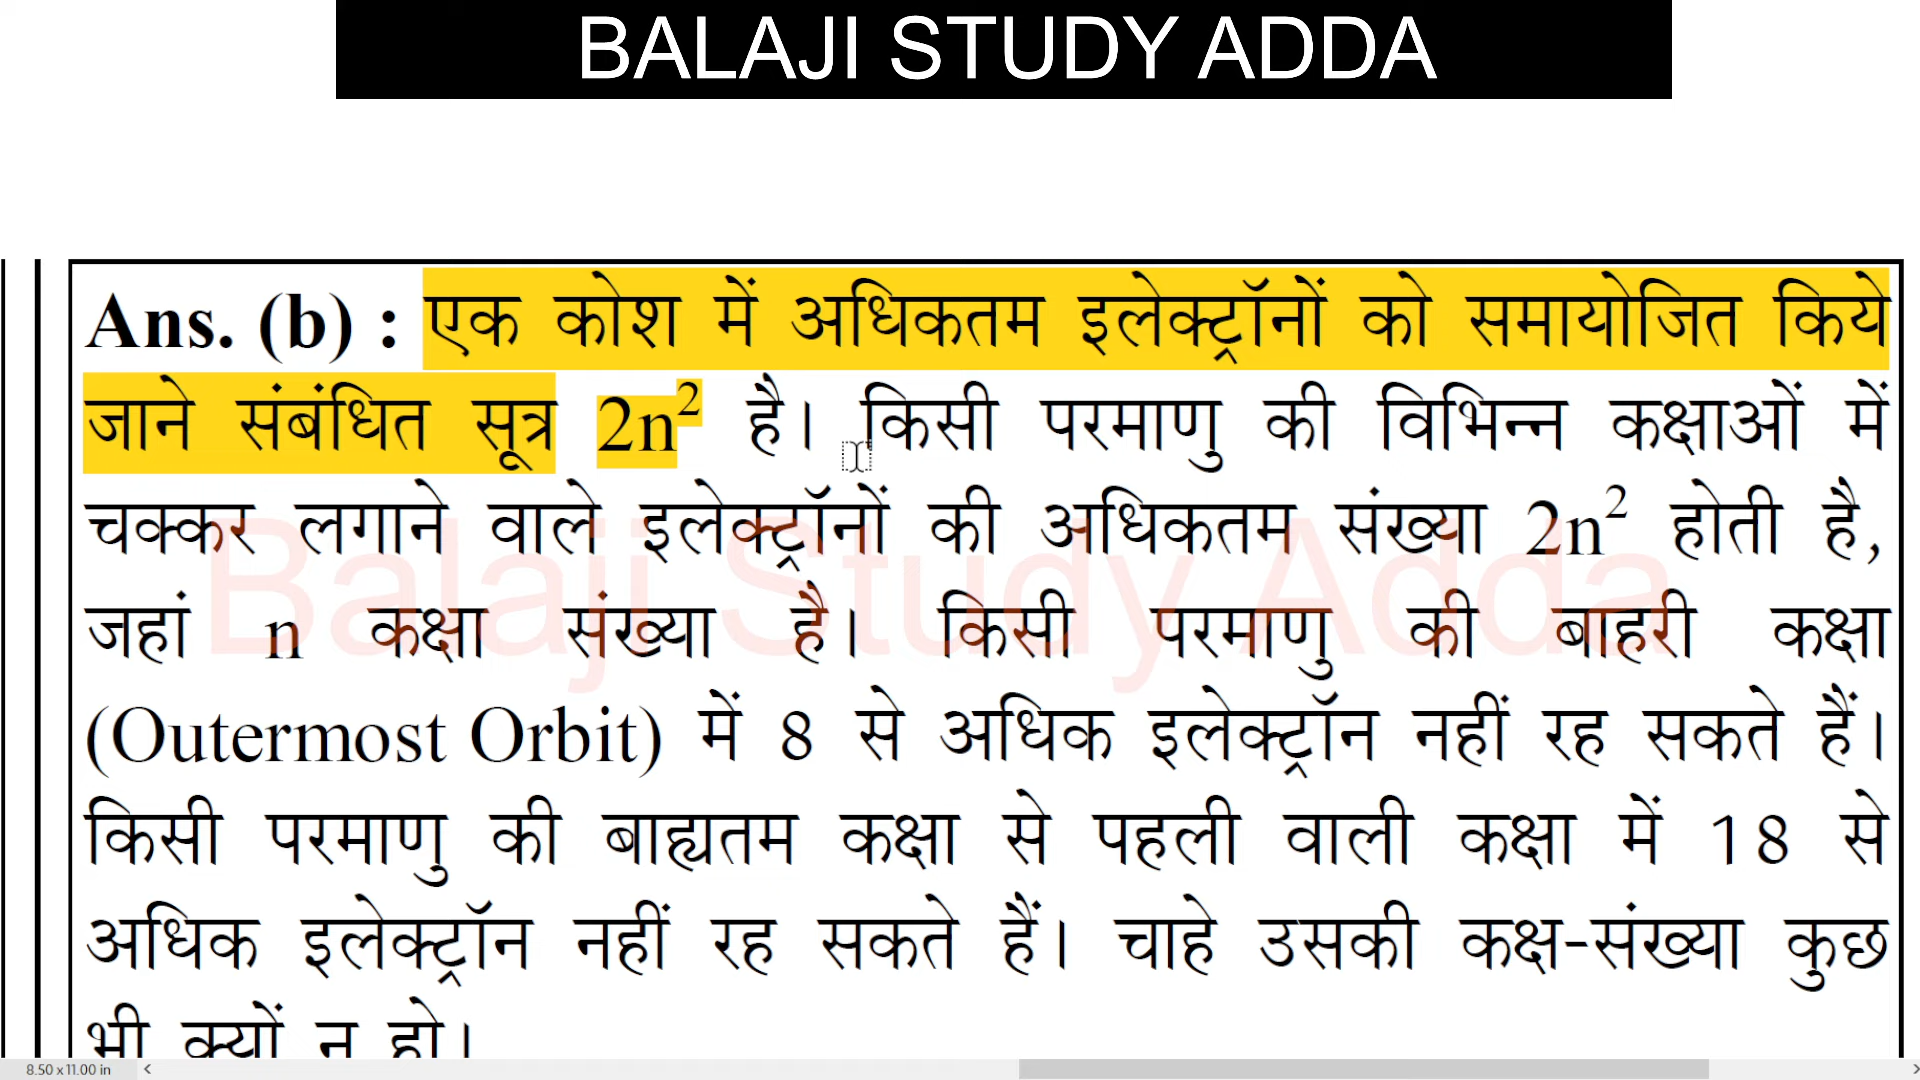 BALAJI STUDY ADDA
Ans. (b) : एक कोश में अधिकतम इलेक्ट्रॉनों को समायोजित किये
जाने संबंधित सूत्र 2n² है। किसी परमाणु की विभिन्न कक्षाओं में
चक्कर लगाने वाले इलेक्ट्रॉनों की अधिकतम संख्या 2n² होती है,
जहां n कक्षा संख्या है। किसी परमाणु की बाहरी कक्षा
(Outermost Orbit) में 8 से अधिक इलेक्ट्रॉन नहीं रह सकते हैं।
किसी परमाणु की बाह्यतम कक्षा से पहली वाली कक्षा में 18 से
अधिक इलेक्ट्रॉन नहीं रह सकते हैं। चाहे उसकी कक्ष-संख्या कुछ
भी क्यों न हो।
Balaji Study Adda
8.50 x 11.00 in